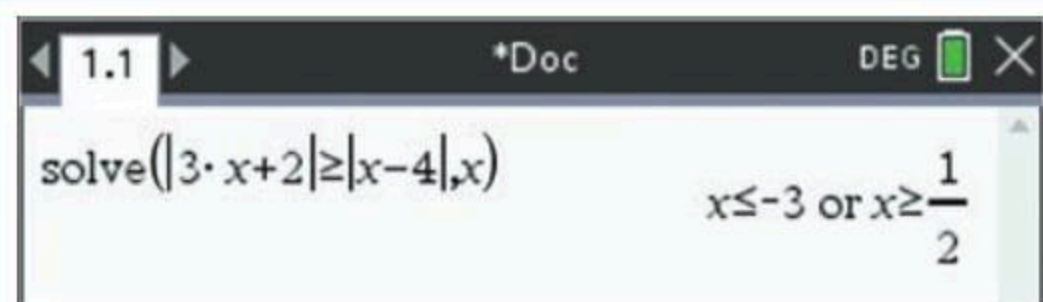 1.1 *Doc DEG
solve(|3·x+2|≥|x−4|,x)
x≤-3 or x≥1/2